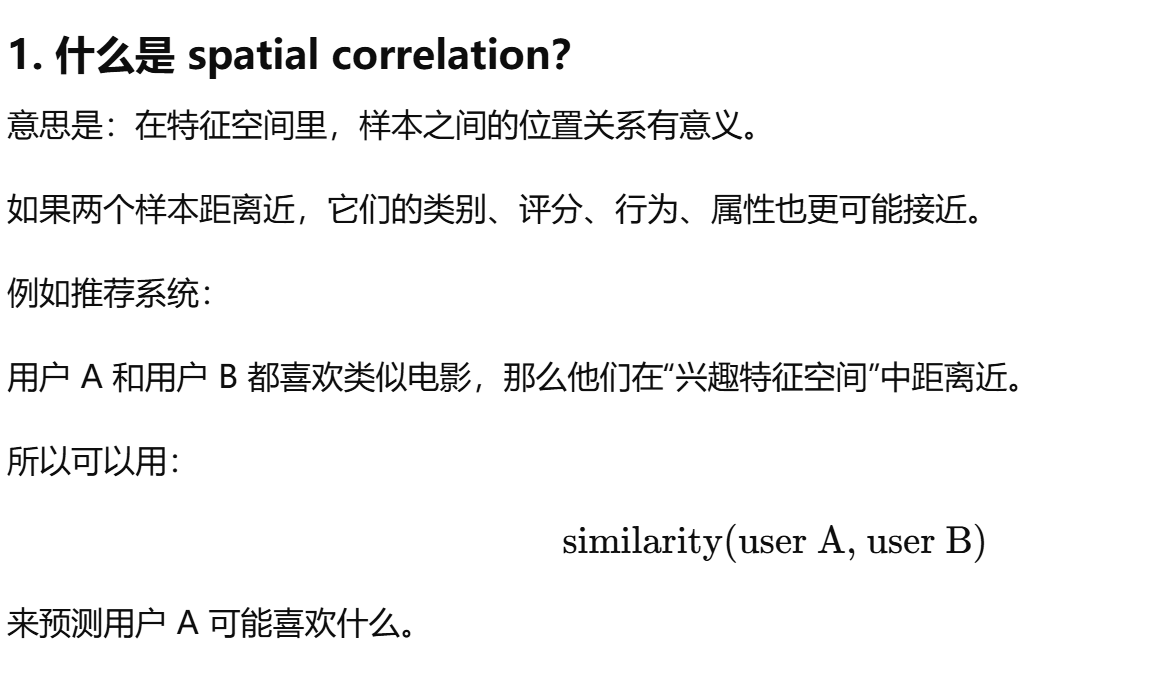 1. 什么是 spatial correlation？
意思是：在特征空间里，样本之间的位置关系有意义。
如果两个样本距离近，它们的类别、评分、行为、属性也更可能接近。
例如推荐系统：
用户 A 和用户 B 都喜欢类似电影，那么他们在“兴趣特征空间”中距离近。
所以可以用：
similarity(user A, user B)
来预测用户 A 可能喜欢什么。